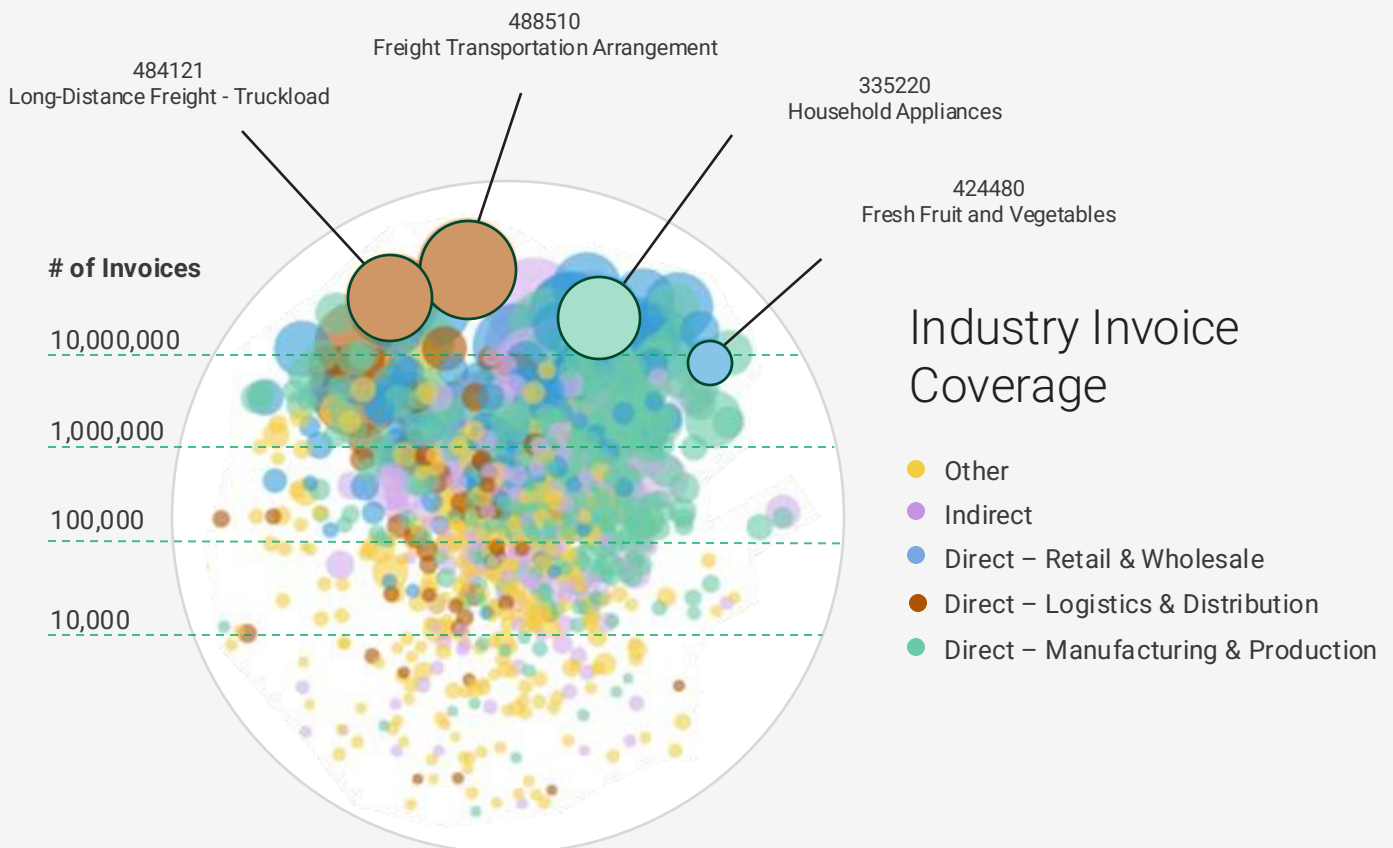 488510
Freight Transportation Arrangement
484121
Long-Distance Freight - Truckload
335220
Household Appliances
424480
Fresh Fruit and Vegetables
# of Invoices
10,000,000
1,000,000
100,000
10,000
Industry Invoice
Coverage
Other
Indirect
Direct – Retail & Wholesale
Direct – Logistics & Distribution
Direct – Manufacturing & Production